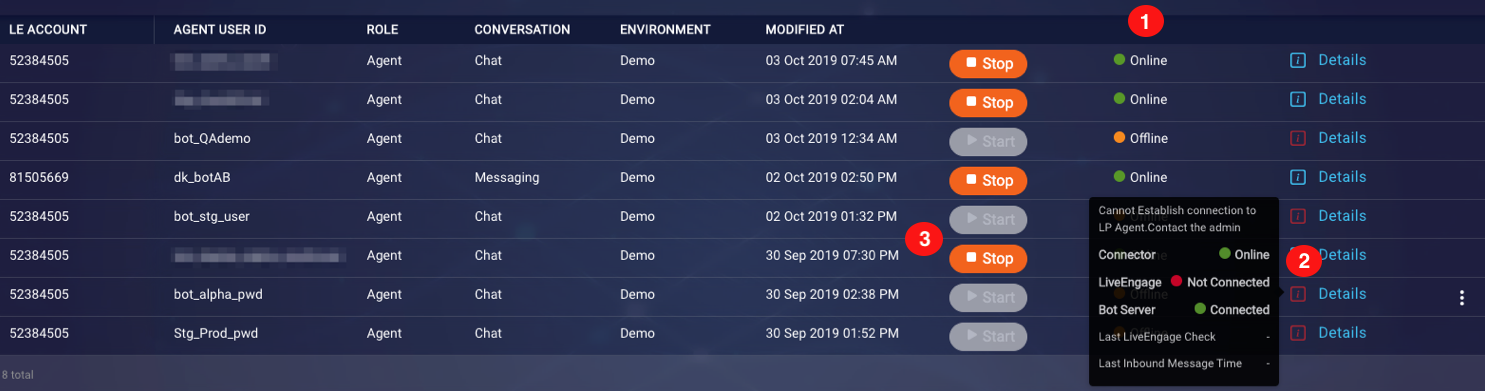 1
LE ACCOUNT AGENT USER ID ROLE CONVERSATION ENVIRONMENT MODIFIED AT
52384505 Agent Chat Demo 03 Oct 2019 07:45 AM Stop Online i Details
52384505 Agent Chat Demo 03 Oct 2019 02:04 AM Stop Online i Details
52384505 bot_QAdemo Agent Chat Demo 03 Oct 2019 12:34 AM Start Offline i Details
81505669 dk_botAB Agent Messaging Demo 02 Oct 2019 02:50 PM Stop Online i Details
52384505 bot_stg_user Agent Chat Demo 02 Oct 2019 01:32 PM Start i Details
3
52384505 Agent Chat Demo 30 Sep 2019 07:30 PM Stop Details
52384505 bot_alpha_pwd Agent Chat Demo 30 Sep 2019 02:38 PM Start Offline i Details
52384505 Stg_Prod_pwd Agent Chat Demo 30 Sep 2019 01:52 PM Start i Details
Cannot Establish connection to
LP Agent.Contact the admin
Connector Online
2
LiveEngage Not Connected
Bot Server Connected
Last LiveEngage Check -
Last Inbound Message Time -
8 total